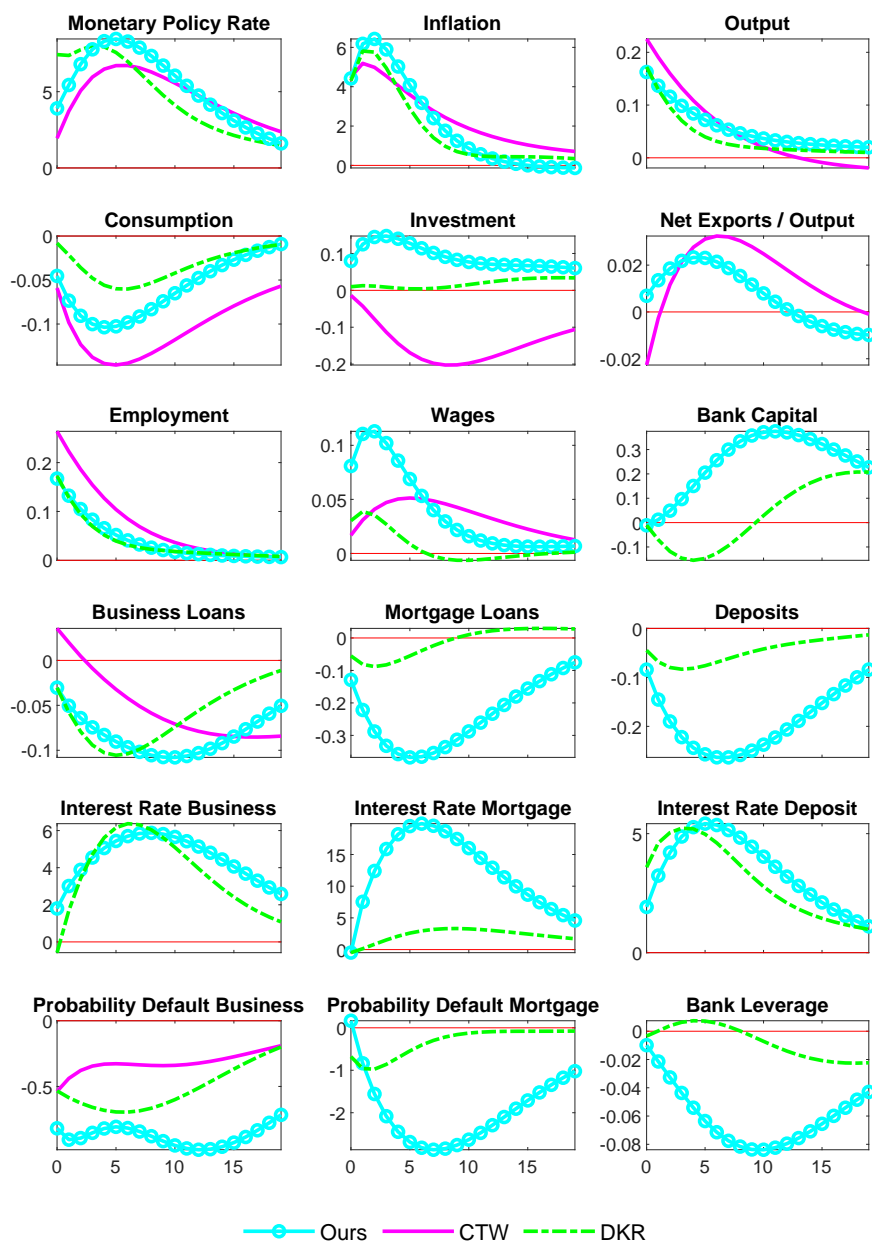 Monetary Policy Rate
Inflation
Output
5
0
6
4
2
0
0.2
0.1
0
Consumption
Investment
Net Exports / Output
0
-0.05
-0.1
0.1
0
-0.1
-0.2
0.02
0
-0.02
Employment
Wages
Bank Capital
0.2
0.1
0
0.1
0.05
0
0.3
0.2
0.1
0
-0.1
Business Loans
Mortgage Loans
Deposits
0
-0.05
-0.1
0
-0.1
-0.2
-0.3
0
-0.1
-0.2
Interest Rate Business
Interest Rate Mortgage
Interest Rate Deposit
6
4
2
0
15
10
5
0
5
0
Probability Default Business
Probability Default Mortgage
Bank Leverage
0
-0.5
0
-1
-2
0
-0.02
-0.04
-0.06
-0.08
0 5 10 15
0 5 10 15
0 5 10 15
Ours CTW DKR